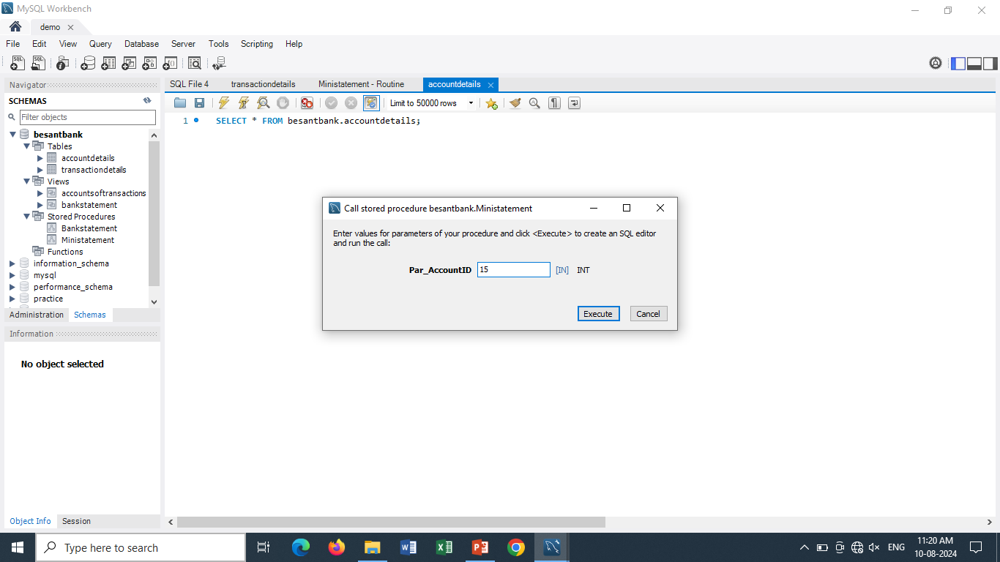 MySQL Workbench
demo
File Edit View Query Database Server Tools Scripting Help
Navigator
SCHEMAS
Filter objects
besantbank
Tables
accountdetails
transactiondetails
Views
accountsoftransactions
bankstatement
Stored Procedures
Bankstatement
Ministatement
Functions
information_schema
mysql
performance_schema
practice
Administration Schemas
Information
No object selected
Object Info Session
SQL File 4 transactiondetails Ministatement - Routine accountdetails
Limit to 50000 rows
1 SELECT * FROM besantbank.accountdetails;
Call stored procedure besantbank.Ministatement
Enter values for parameters of your procedure and click <Execute> to create an SQL editor
and run the call:
Par_AccountID 15 [IN] INT
Execute Cancel
Type here to search
ENG
11:20 AM
10-08-2024